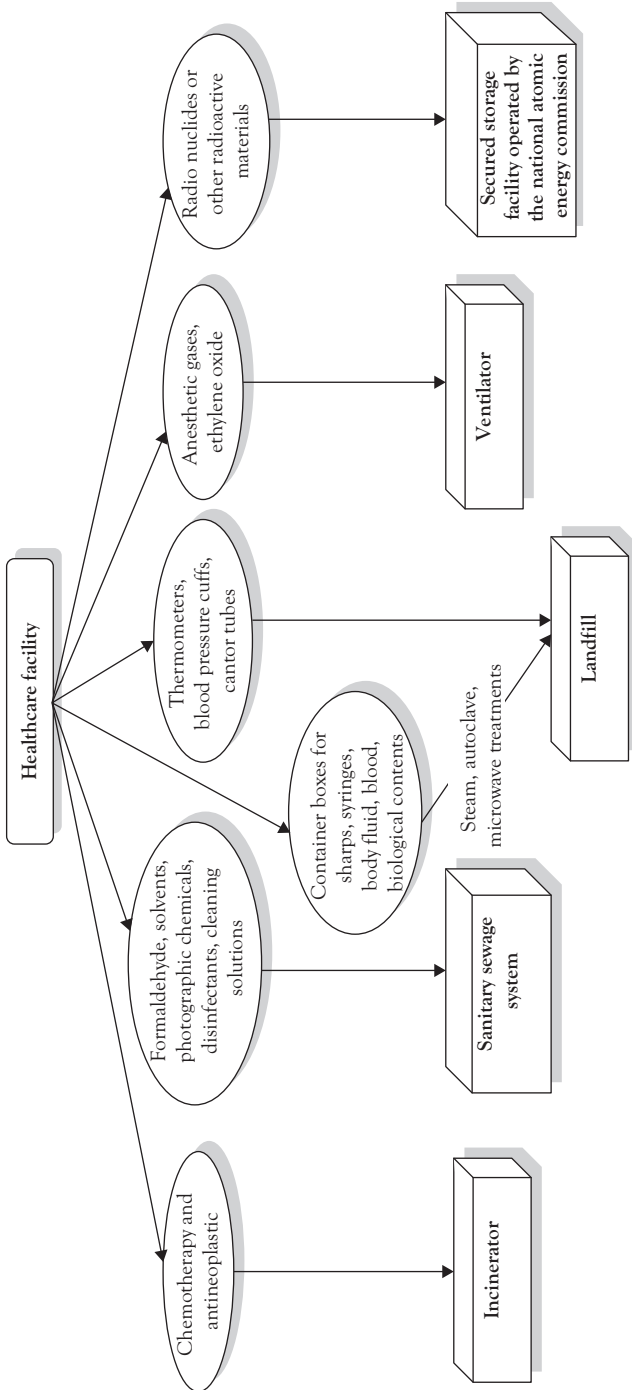 Healthcare facility
Chemotherapy and
antineoplastic
Formaldehyde, solvents,
photographic chemicals,
disinfectants, cleaning
solutions
Container boxes for
sharps, syringes,
body fluid, blood,
biological contents
Thermometers,
blood pressure cuffs,
cantor tubes
Anesthetic gases,
ethylene oxide
Radio nuclides or
other radioactive
materials
Steam, autoclave,
microwave treatments
Incinerator
Sanitary sewage
system
Landfill
Ventilator
Secured storage
facility operated by
the national atomic
energy commission